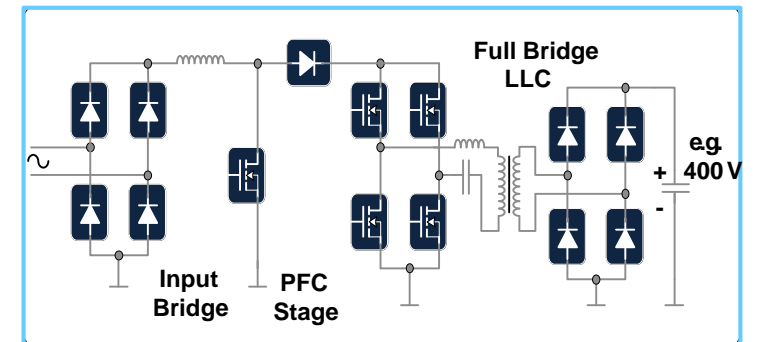 Full Bridge
LLC
e.g.
400 V
+
-
Input
Bridge
PFC
Stage